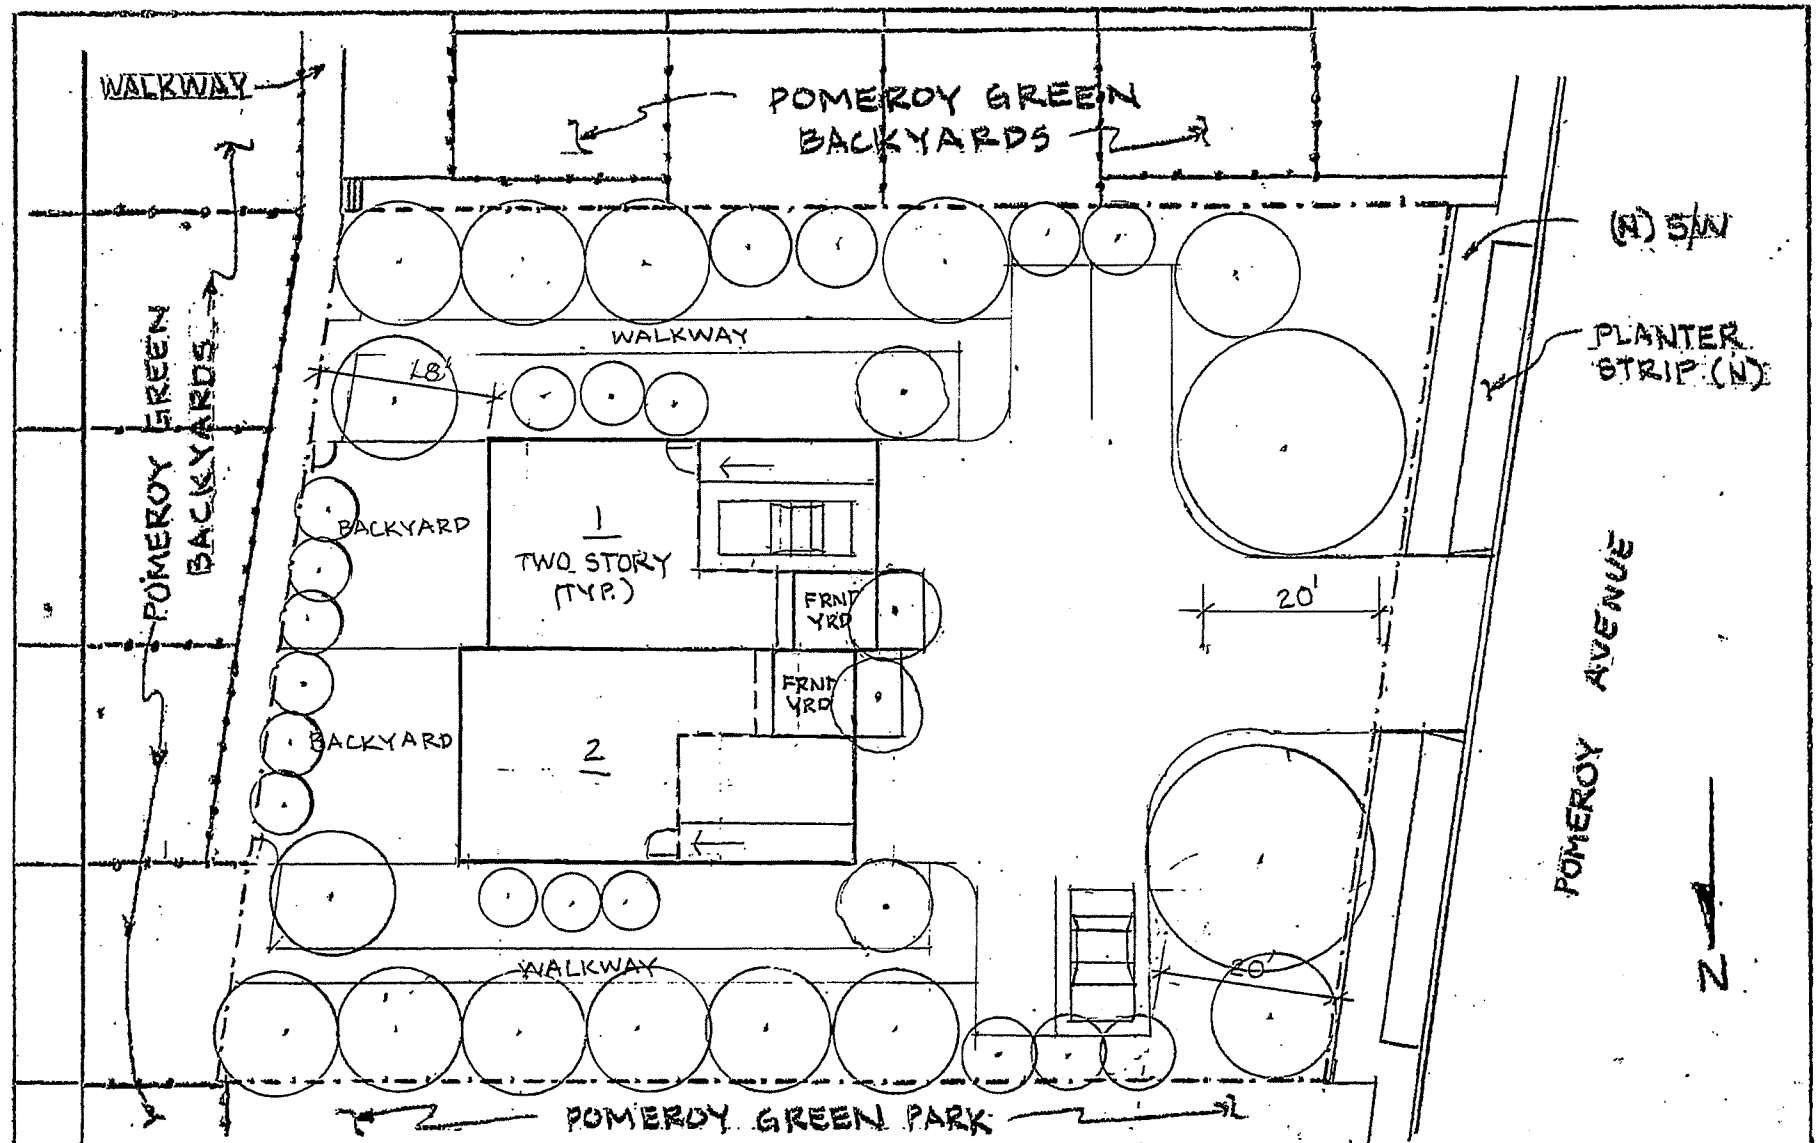 WALKWAY
POMEROY GREEN
BACKYARDS
(N) S/W
PLANTER
STRIP (N)
WALKWAY
18'
POMEROY GREEN
BACKYARDS
BACKYARD
1
TWO STORY
(TYP.)
FRNT
YRD
20'
FRNT
YRD
BACKYARD
2
POMEROY AVENUE
WALKWAY
20'
N
POMEROY GREEN PARK